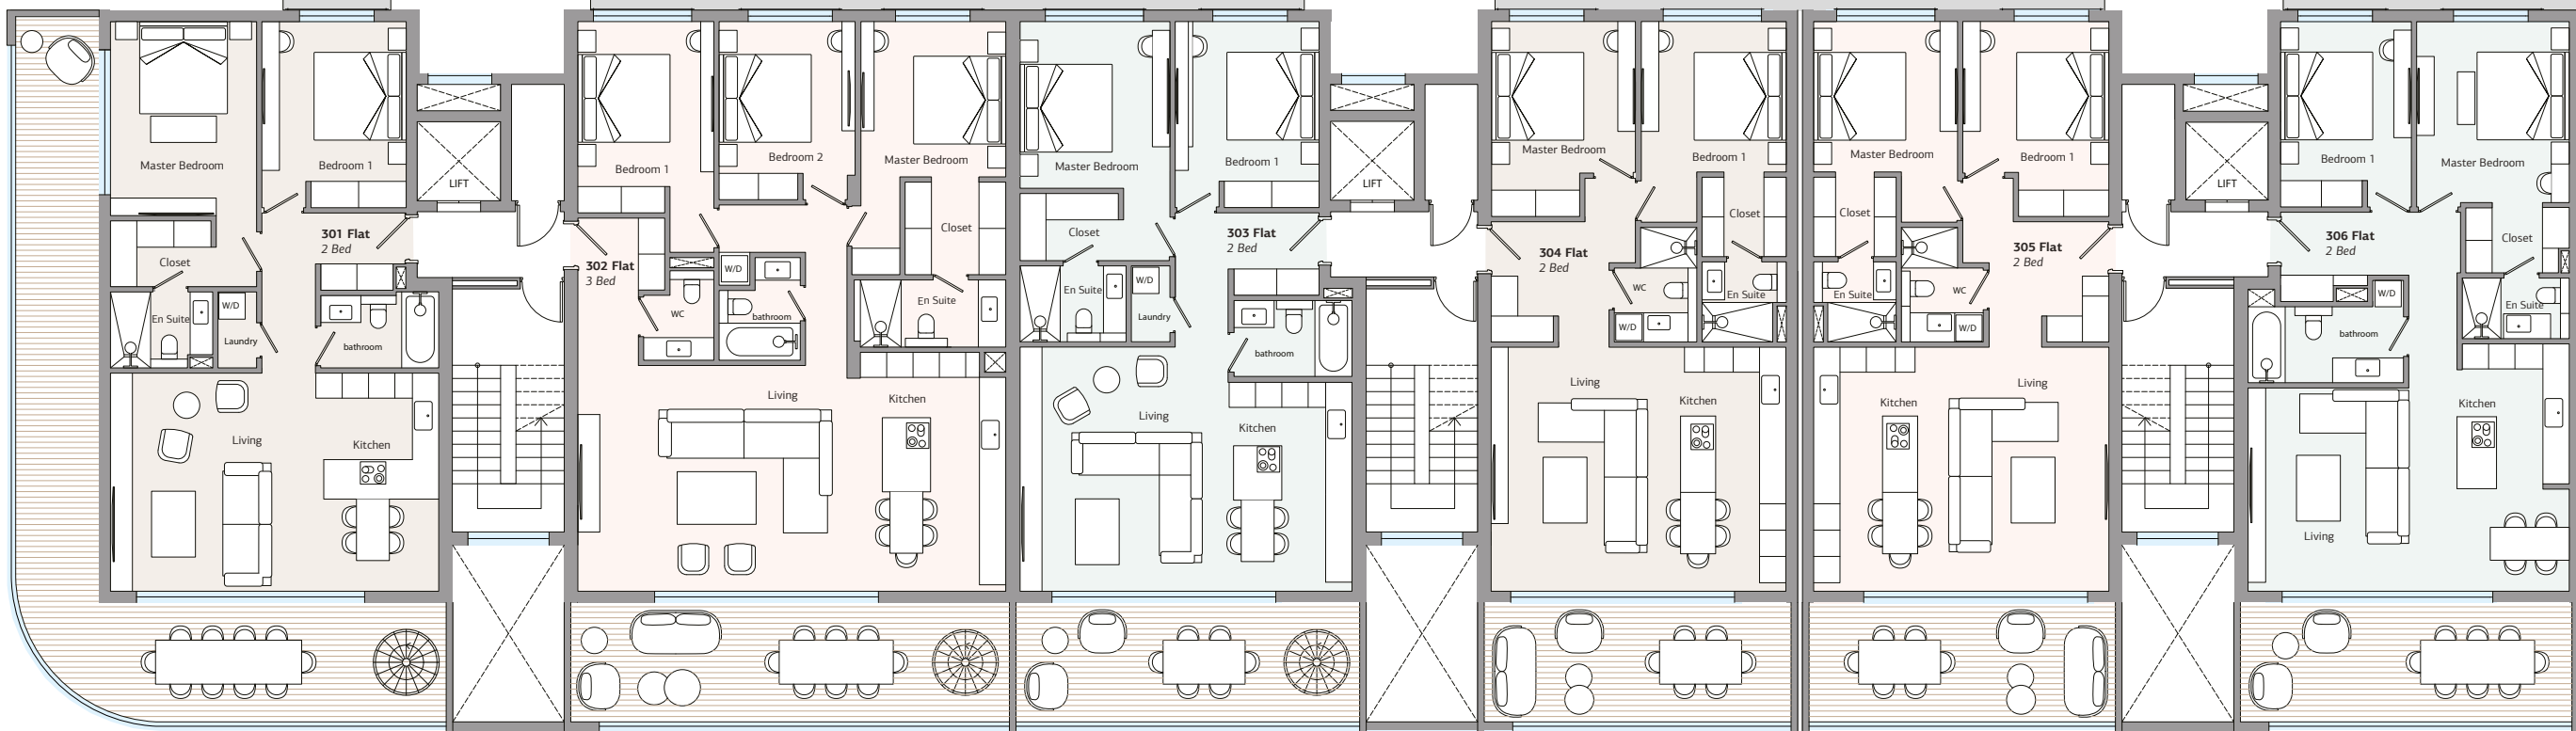 Master Bedroom
Bedroom 1
LIFT
301 Flat
2 Bed
Closet
En Suite
W/D
Laundry
bathroom
Living
Kitchen
Bedroom 1
Bedroom 2
Master Bedroom
Closet
302 Flat
3 Bed
W/D
WC
bathroom
En Suite
Living
Kitchen
Master Bedroom
Bedroom 1
Closet
303 Flat
2 Bed
En Suite
W/D
Laundry
bathroom
Living
Kitchen
LIFT
Master Bedroom
Bedroom 1
Closet
304 Flat
2 Bed
WC
En Suite
W/D
Living
Kitchen
Master Bedroom
Bedroom 1
Closet
305 Flat
2 Bed
En Suite
WC
W/D
Living
Kitchen
LIFT
Bedroom 1
Master Bedroom
306 Flat
2 Bed
Closet
W/D
En Suite
bathroom
Kitchen
Living